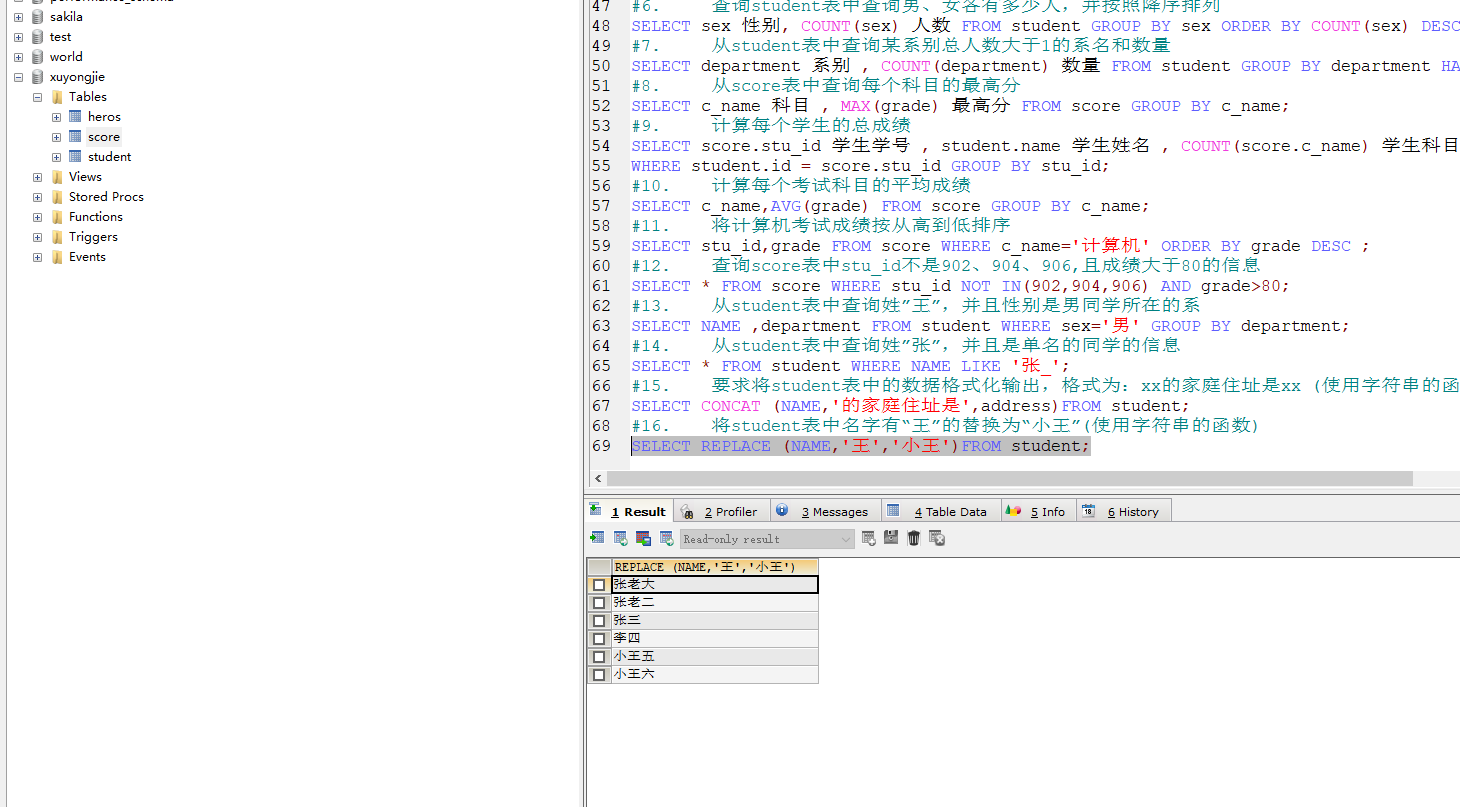 sakila
test
world
xuyongjie
Tables
heros
score
student
Views
Stored Procs
Functions
Triggers
Events
47 #6. 查询student表中查询男、女各有多少人，并按照降序排列
48 SELECT sex 性别, COUNT(sex) 人数 FROM student GROUP BY sex ORDER BY COUNT(sex) DESC
49 #7. 从student表中查询某系别总人数大于1的系名和数量
50 SELECT department 系别 , COUNT(department) 数量 FROM student GROUP BY department HA
51 #8. 从score表中查询每个科目的最高分
52 SELECT c_name 科目 , MAX(grade) 最高分 FROM score GROUP BY c_name;
53 #9. 计算每个学生的总成绩
54 SELECT score.stu_id 学生学号 , student.name 学生姓名 , COUNT(score.c_name) 学生科目
55 WHERE student.id = score.stu_id GROUP BY stu_id;
56 #10. 计算每个考试科目的平均成绩
57 SELECT c_name,AVG(grade) FROM score GROUP BY c_name;
58 #11. 将计算机考试成绩按从高到低排序
59 SELECT stu_id,grade FROM score WHERE c_name='计算机' ORDER BY grade DESC ;
60 #12. 查询score表中stu_id不是902、904、906,且成绩大于80的信息
61 SELECT * FROM score WHERE stu_id NOT IN(902,904,906) AND grade>80;
62 #13. 从student表中查询姓”王”，并且性别是男同学所在的系
63 SELECT NAME ,department FROM student WHERE sex='男' GROUP BY department;
64 #14. 从student表中查询姓”张”，并且是单名的同学的信息
65 SELECT * FROM student WHERE NAME LIKE '张_';
66 #15. 要求将student表中的数据格式化输出，格式为：xx的家庭住址是xx (使用字符串的函
67 SELECT CONCAT (NAME,'的家庭住址是',address)FROM student;
68 #16. 将student表中名字有“王”的替换为“小王”(使用字符串的函数)
69 SELECT REPLACE (NAME,'王','小王')FROM student;
1 Result 2 Profiler 3 Messages 4 Table Data 5 Info 6 History
Read-only result
REPLACE (NAME,'王','小王')
张老大
张老二
张三
李四
小王五
小王六